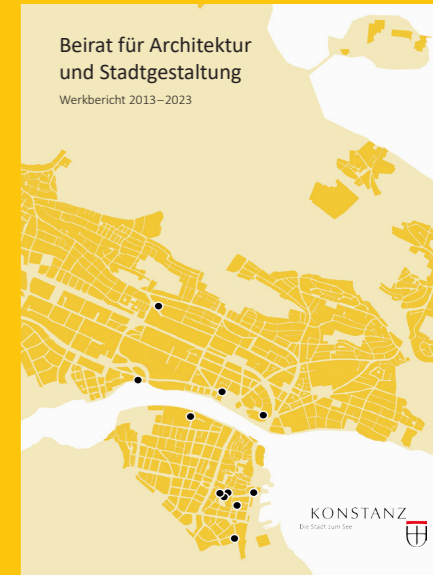 Beirat für Architektur
und Stadtgestaltung
Werkbericht 2013–2023
KONSTANZ
Die Stadt zum See